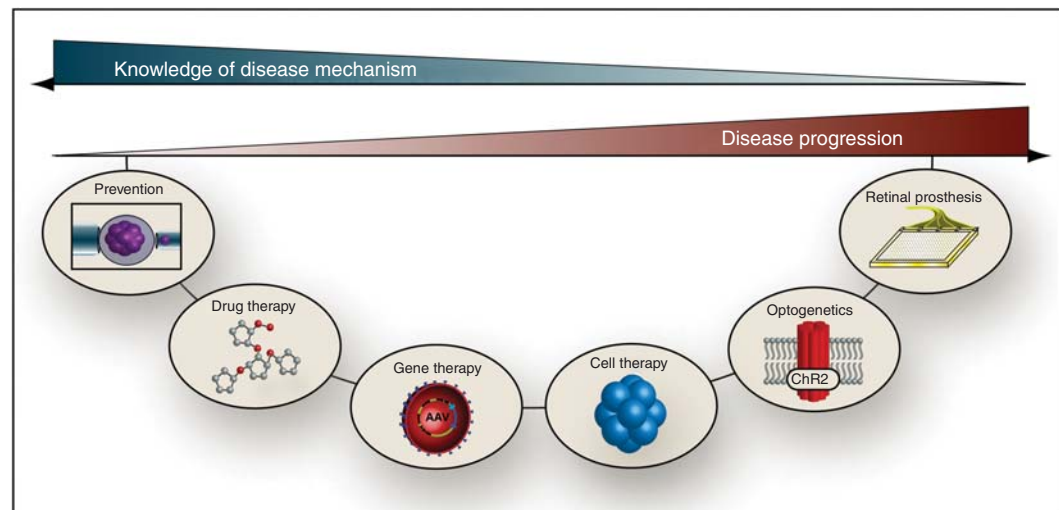 Knowledge of disease mechanism
Disease progression
Prevention
Retinal prosthesis
Drug therapy
Optogenetics
ChR2
Gene therapy
AAV
Cell therapy